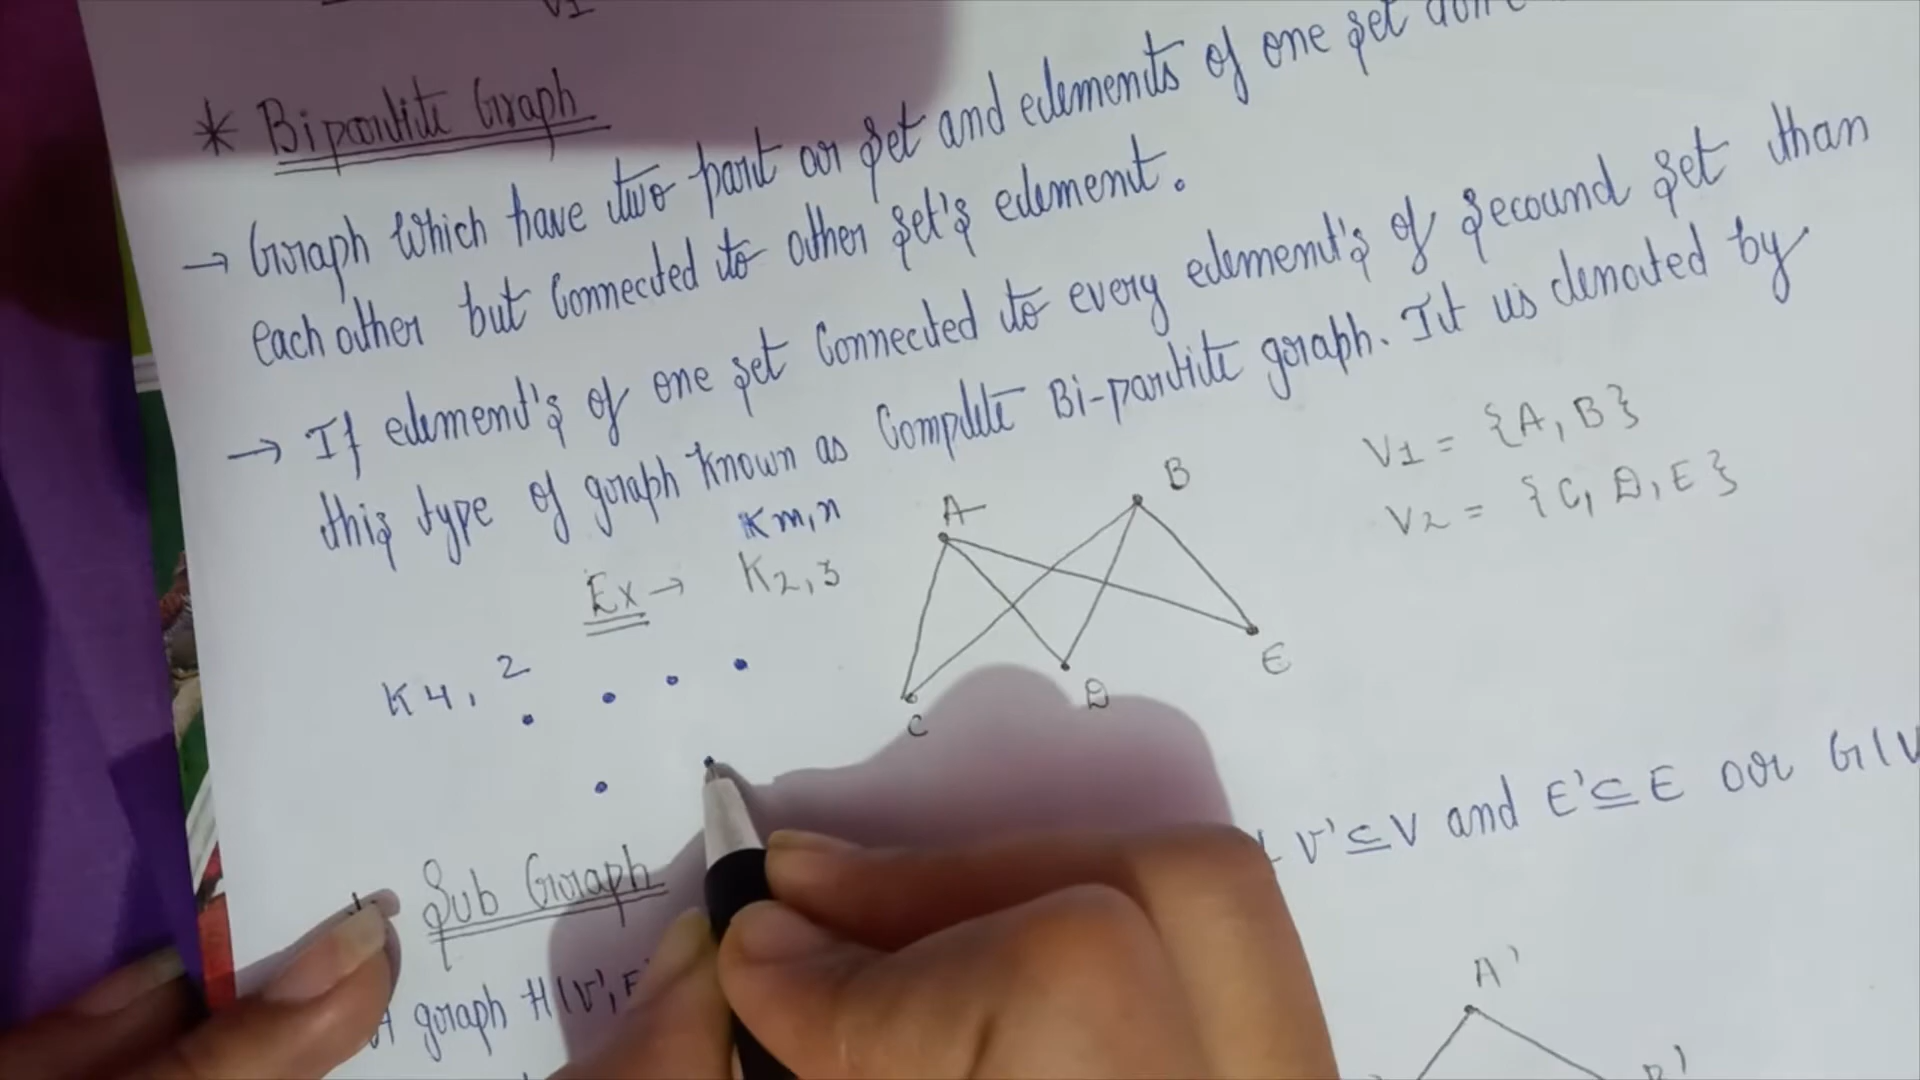 V1
* Bipartite Graph
→ Graph Which have two part or set and elements of one set don't
each other but Connected to other set's element.
→ If element's of one set Connected to every element's of secound set than
this type of graph Known as Complete Bi-partite graph. It is denoted by
Km,n
Ex → K2,3
A
B
C
D
E
V1 = {A, B}
V2 = {C, D, E}
K4, 2
V'⊆V and E'⊆E or G(V
Sub Graph
A graph H(V',E'
A'
B'